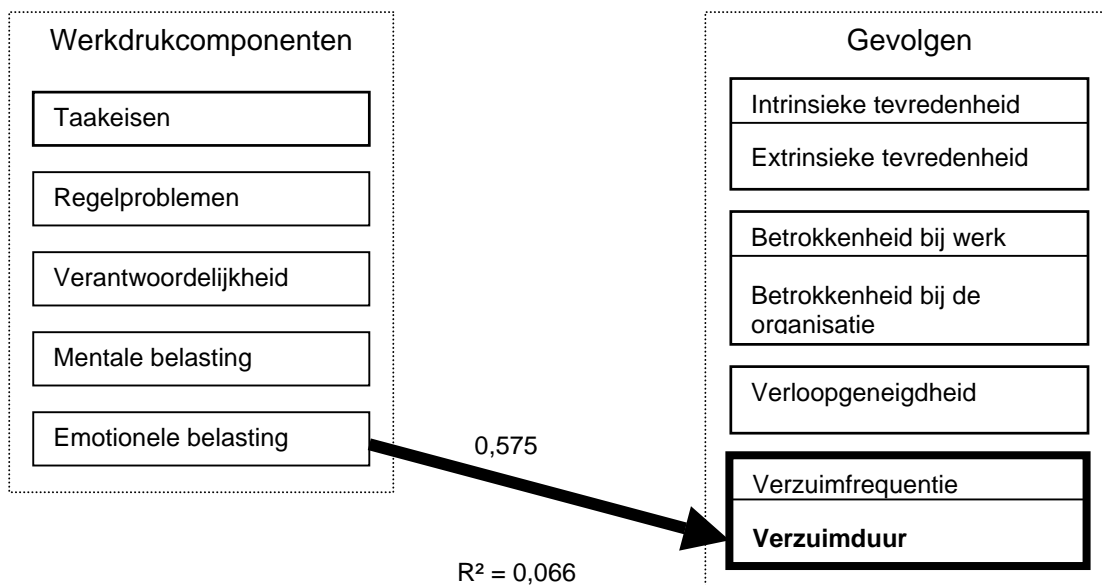 Werkdrukcomponenten
Taakeisen
Regelproblemen
Verantwoordelijkheid
Mentale belasting
Emotionele belasting
0,575
R² = 0,066
Gevolgen
Intrinsieke tevredenheid
Extrinsieke tevredenheid
Betrokkenheid bij werk
Betrokkenheid bij de
organisatie
Verloopgeneigdheid
Verzuimfrequentie
Verzuimduur